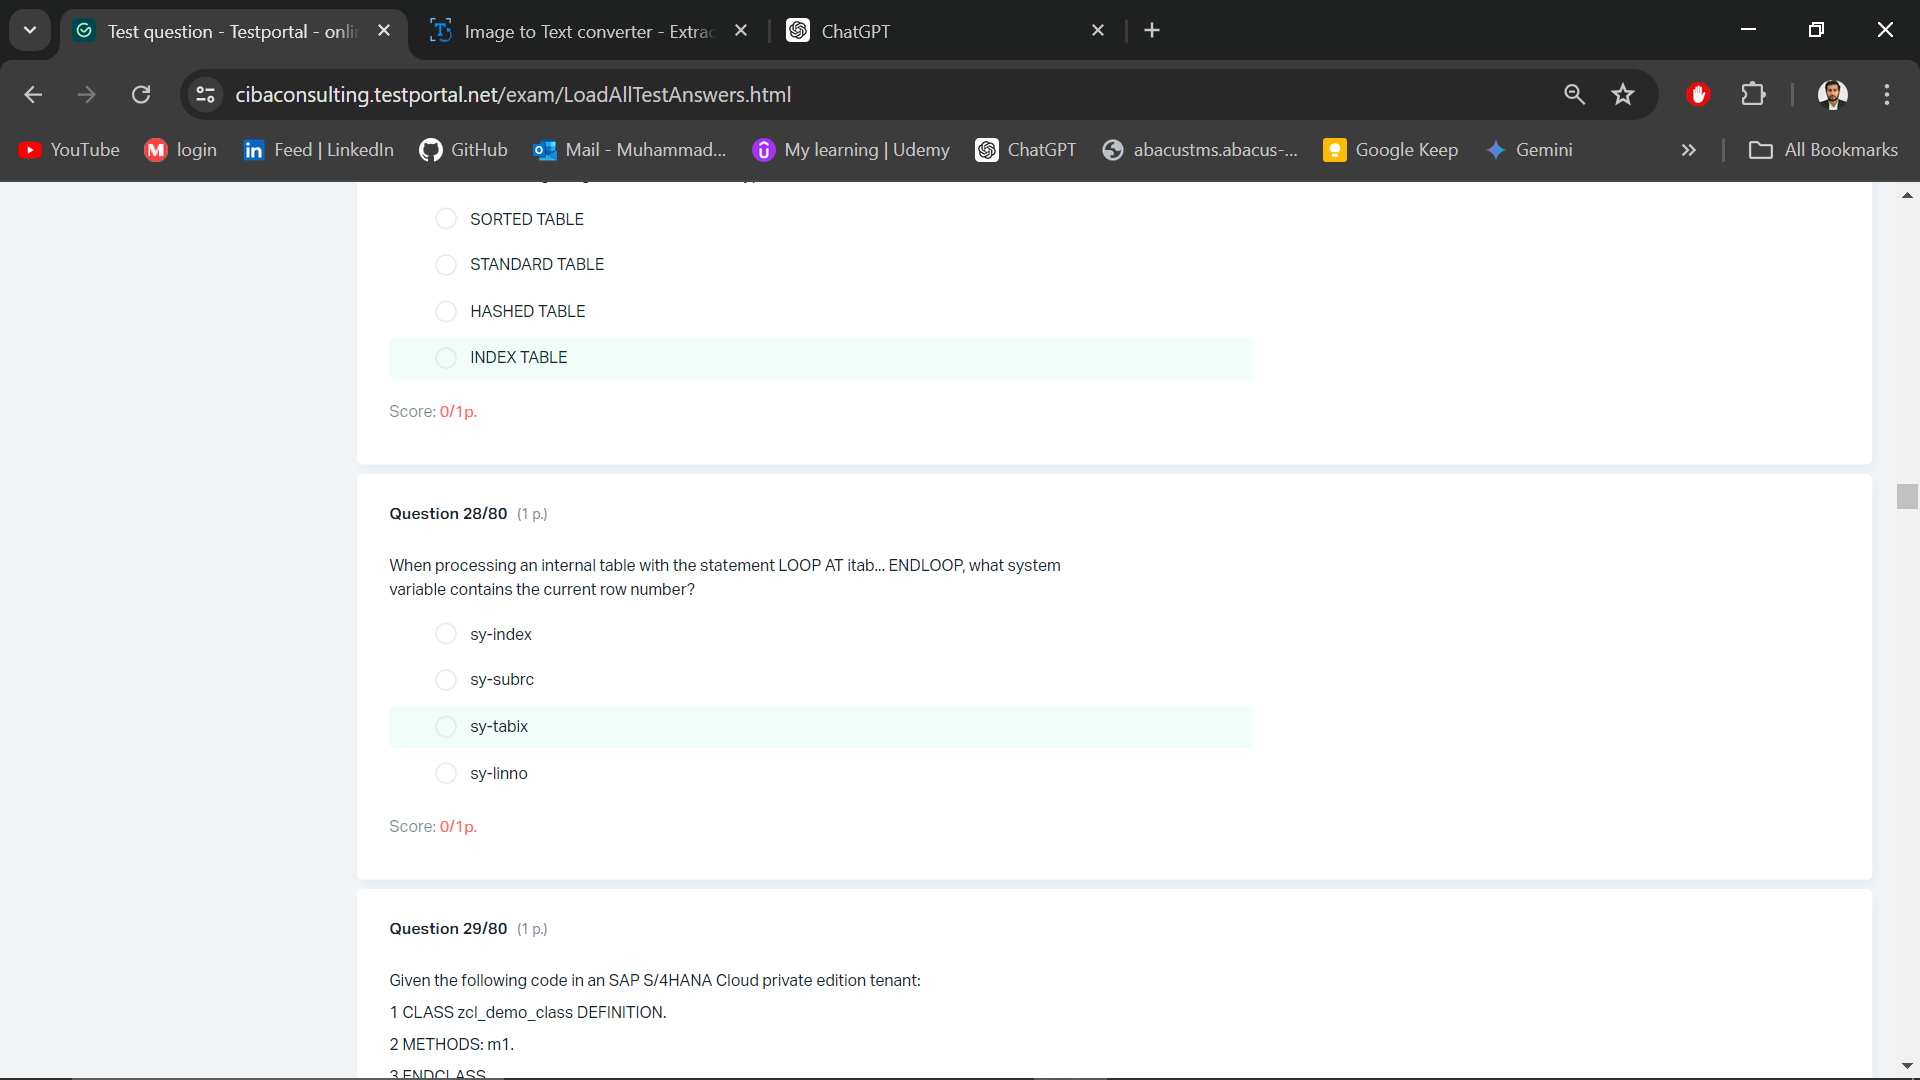 Test question - Testportal - onli
Image to Text converter - Extrac
ChatGPT
cibaconsulting.testportal.net/exam/LoadAllTestAnswers.html
YouTube
login
Feed | LinkedIn
GitHub
Mail - Muhammad...
My learning | Udemy
ChatGPT
abacustms.abacus-...
Google Keep
Gemini
All Bookmarks
SORTED TABLE
STANDARD TABLE
HASHED TABLE
INDEX TABLE
Score: 0/1p.
Question 28/80 (1 p.)
When processing an internal table with the statement LOOP AT itab... ENDLOOP, what system
variable contains the current row number?
sy-index
sy-subrc
sy-tabix
sy-linno
Score: 0/1p.
Question 29/80 (1 p.)
Given the following code in an SAP S/4HANA Cloud private edition tenant:
1 CLASS zcl_demo_class DEFINITION.
2 METHODS: m1.
3 ENDCLASS